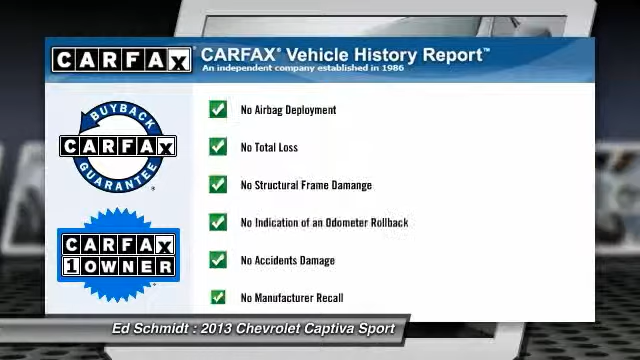 CARFAX
CARFAX® Vehicle History Report™
An independent company established in 1986
BUYBACK
CARFAX
GUARANTEE ®
CARFAX
1 OWNER
No Airbag Deployment
No Total Loss
No Structural Frame Damange
No Indication of an Odometer Rollback
No Accidents Damage
No Manufacturer Recall
Ed Schmidt : 2013 Chevrolet Captiva Sport